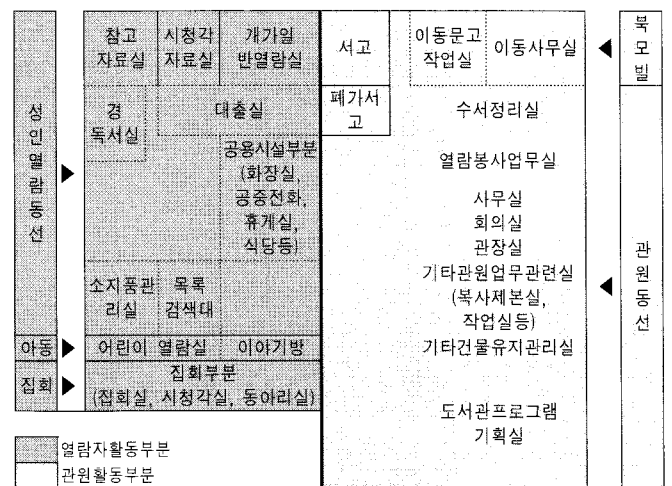 성인열람동선
아동
집회
참고
자료실
시청각
자료실
개가일
반열람실
경
독서실
대출실
공용시설부분
(화장실,
공중전화,
휴게실,
식당등)
소지품관
리실
목록
검색대
어린이 열람실
이야기방
집회부분
(집회실, 시청각실, 동아리실)
서고
폐가서
고
이동문고
작업실
이동사무실
수서정리실
열람봉사업무실
사무실
회의실
관장실
기타관원업무관련실
(복사제본실,
작업실등)
기타건물유지관리실
도서관프로그램
기획실
북모빌
관원동선
열람자활동부분
관원활동부분